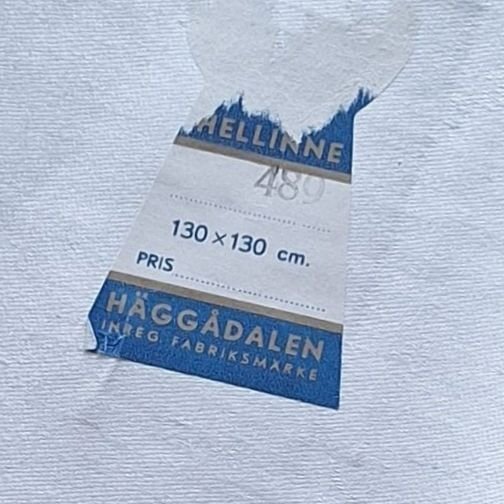 HELLINNE
489
130 × 130 cm.
PRIS
HÄGGÅDALEN
INREG FABRIKSMÄRKE